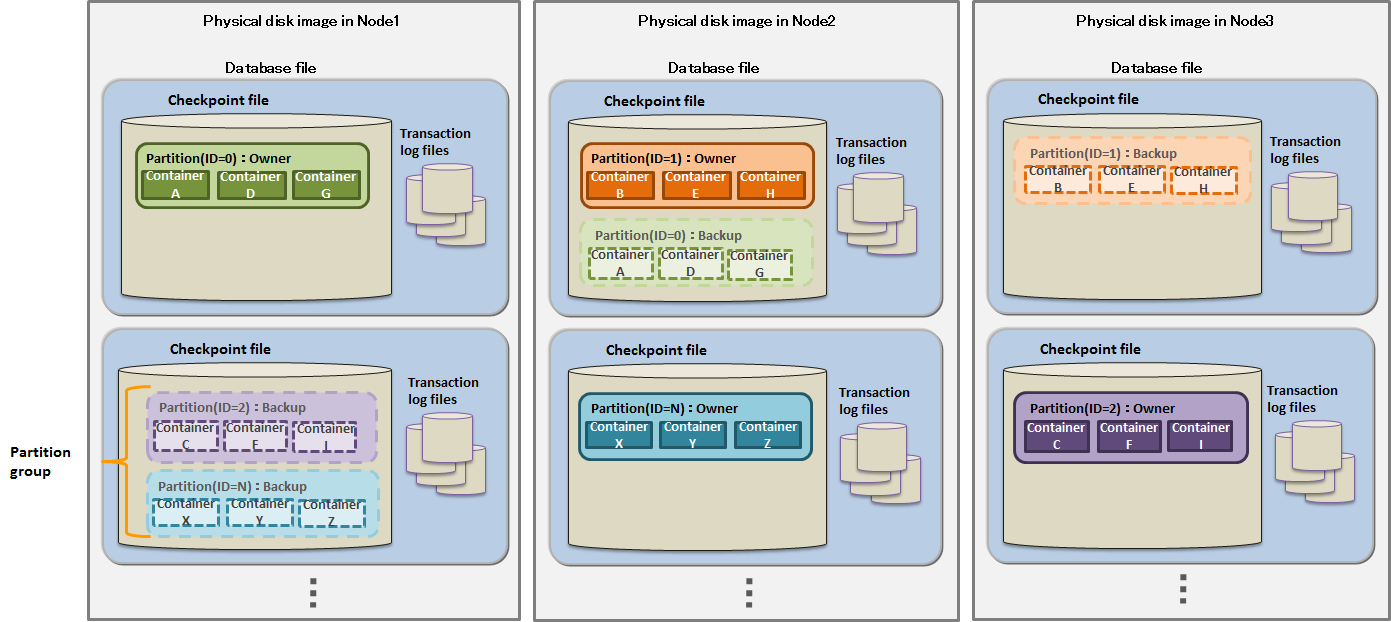 Physical disk image in Node1
Database file
Checkpoint file
Transaction
log files
Partition(ID=0) : Owner
Container
A
Container
D
Container
G
Checkpoint file
Transaction
log files
Partition(ID=2) : Backup
Container
C
Container
F
Container
I
Partition(ID=N) : Backup
Container
X
Container
Y
Container
Z
Partition
group
Physical disk image in Node2
Database file
Checkpoint file
Transaction
log files
Partition(ID=1) : Owner
Container
B
Container
E
Container
H
Partition(ID=0) : Backup
Container
A
Container
D
Container
G
Checkpoint file
Transaction
log files
Partition(ID=N) : Owner
Container
X
Container
Y
Container
Z
Physical disk image in Node3
Database file
Checkpoint file
Transaction
log files
Partition(ID=1) : Backup
Container
B
Container
E
Container
H
Checkpoint file
Transaction
log files
Partition(ID=2) : Owner
Container
C
Container
F
Container
I